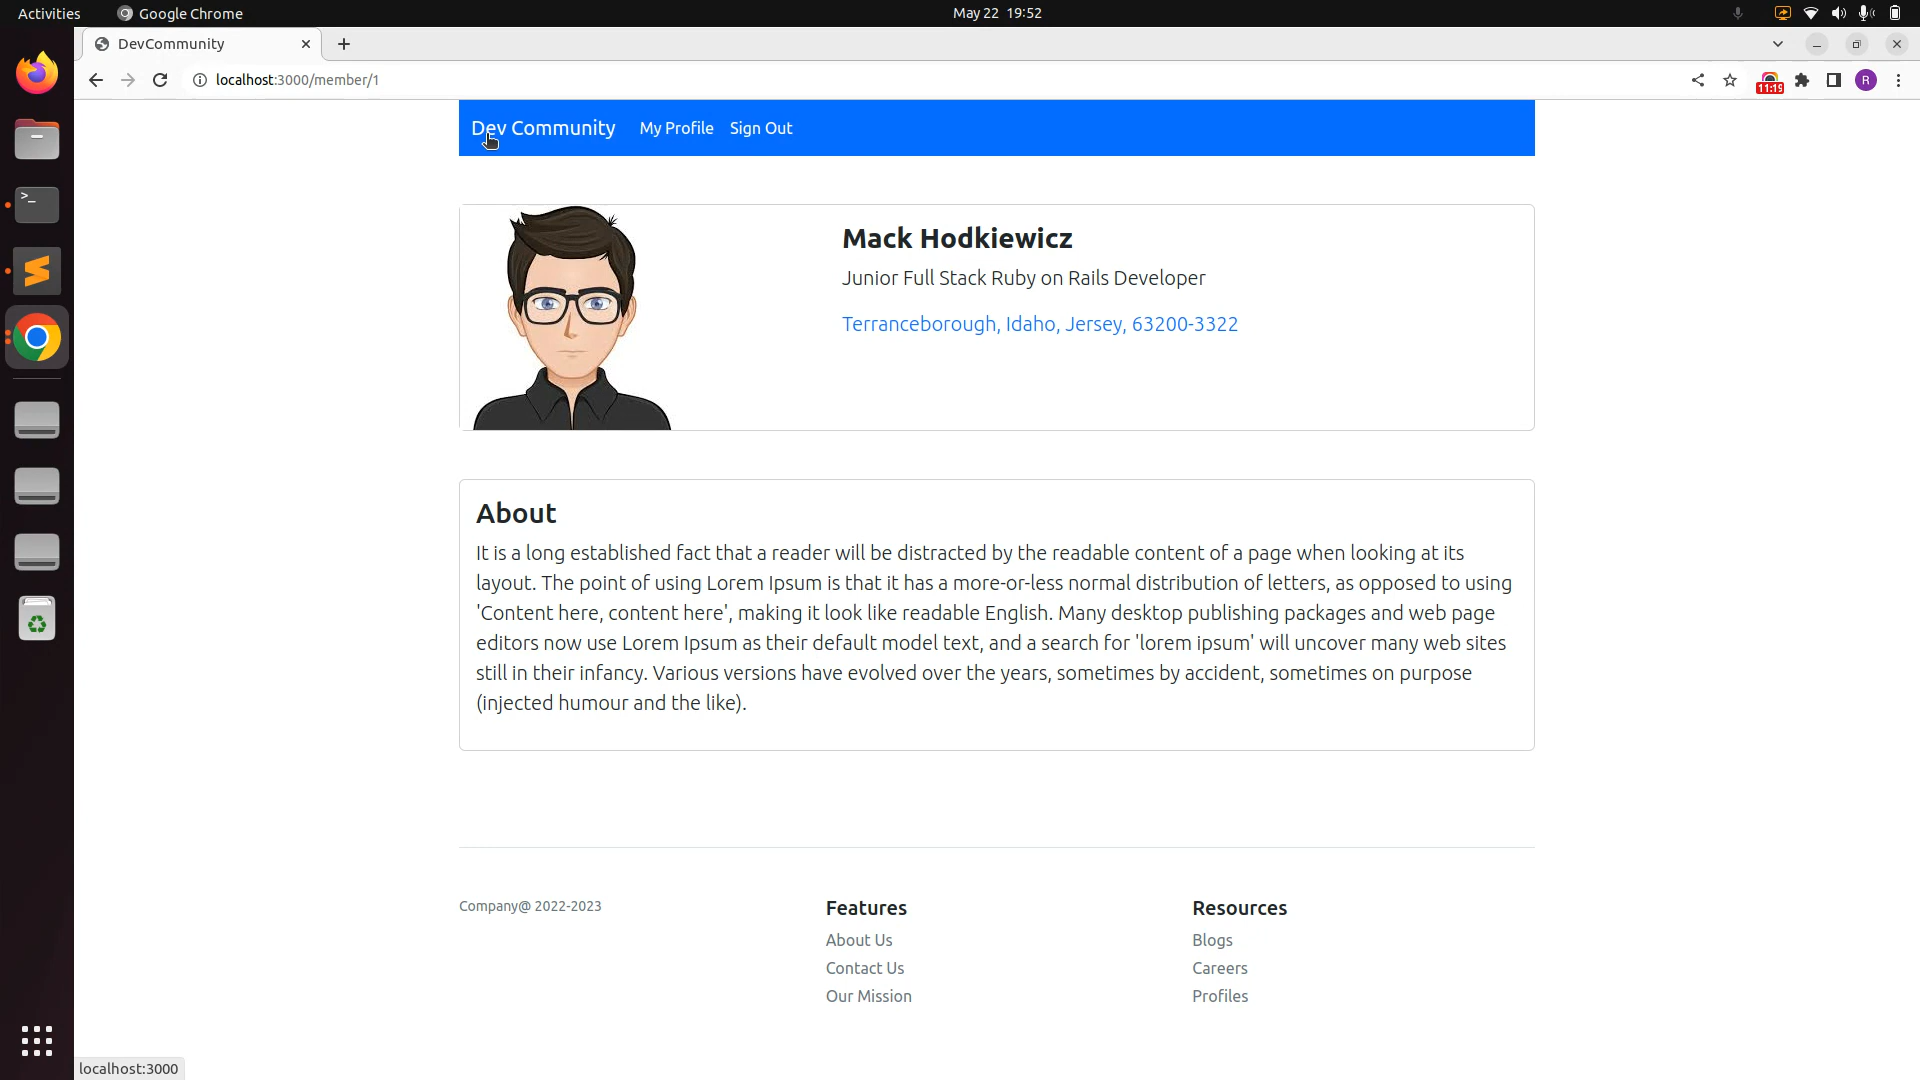 Activities
Google Chrome
May 22 19:52
DevCommunity
localhost:3000/member/1
11:19
R
Dev Community
My Profile
Sign Out
>_
Mack Hodkiewicz
Junior Full Stack Ruby on Rails Developer
Terranceborough, Idaho, Jersey, 63200-3322
About
It is a long established fact that a reader will be distracted by the readable content of a page when looking at its
layout. The point of using Lorem Ipsum is that it has a more-or-less normal distribution of letters, as opposed to using
'Content here, content here', making it look like readable English. Many desktop publishing packages and web page
editors now use Lorem Ipsum as their default model text, and a search for 'lorem ipsum' will uncover many web sites
still in their infancy. Various versions have evolved over the years, sometimes by accident, sometimes on purpose
(injected humour and the like).
Company@ 2022-2023
Features
About Us
Contact Us
Our Mission
Resources
Blogs
Careers
Profiles
localhost:3000